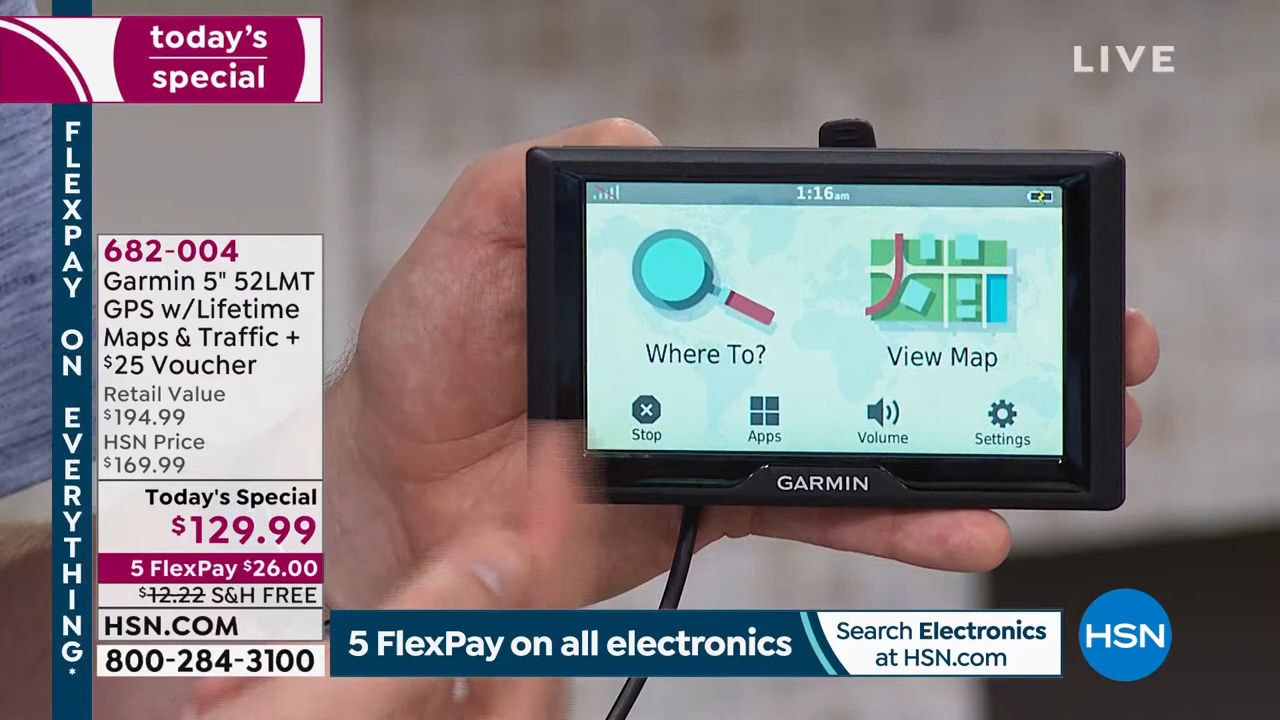 today's
special
LIVE
FLEXPAY ON EVERYTHING*
682-004
Garmin 5" 52LMT
GPS w/Lifetime
Maps & Traffic +
$25 Voucher
Retail Value
$194.99
HSN Price
$169.99
Today's Special
$129.99
5 FlexPay $26.00
$12.22 S&H FREE
HSN.COM
800-284-3100
1:16am
Where To?
View Map
Stop
Apps
Volume
Settings
GARMIN
5 FlexPay on all electronics
Search Electronics
at HSN.com
HSN